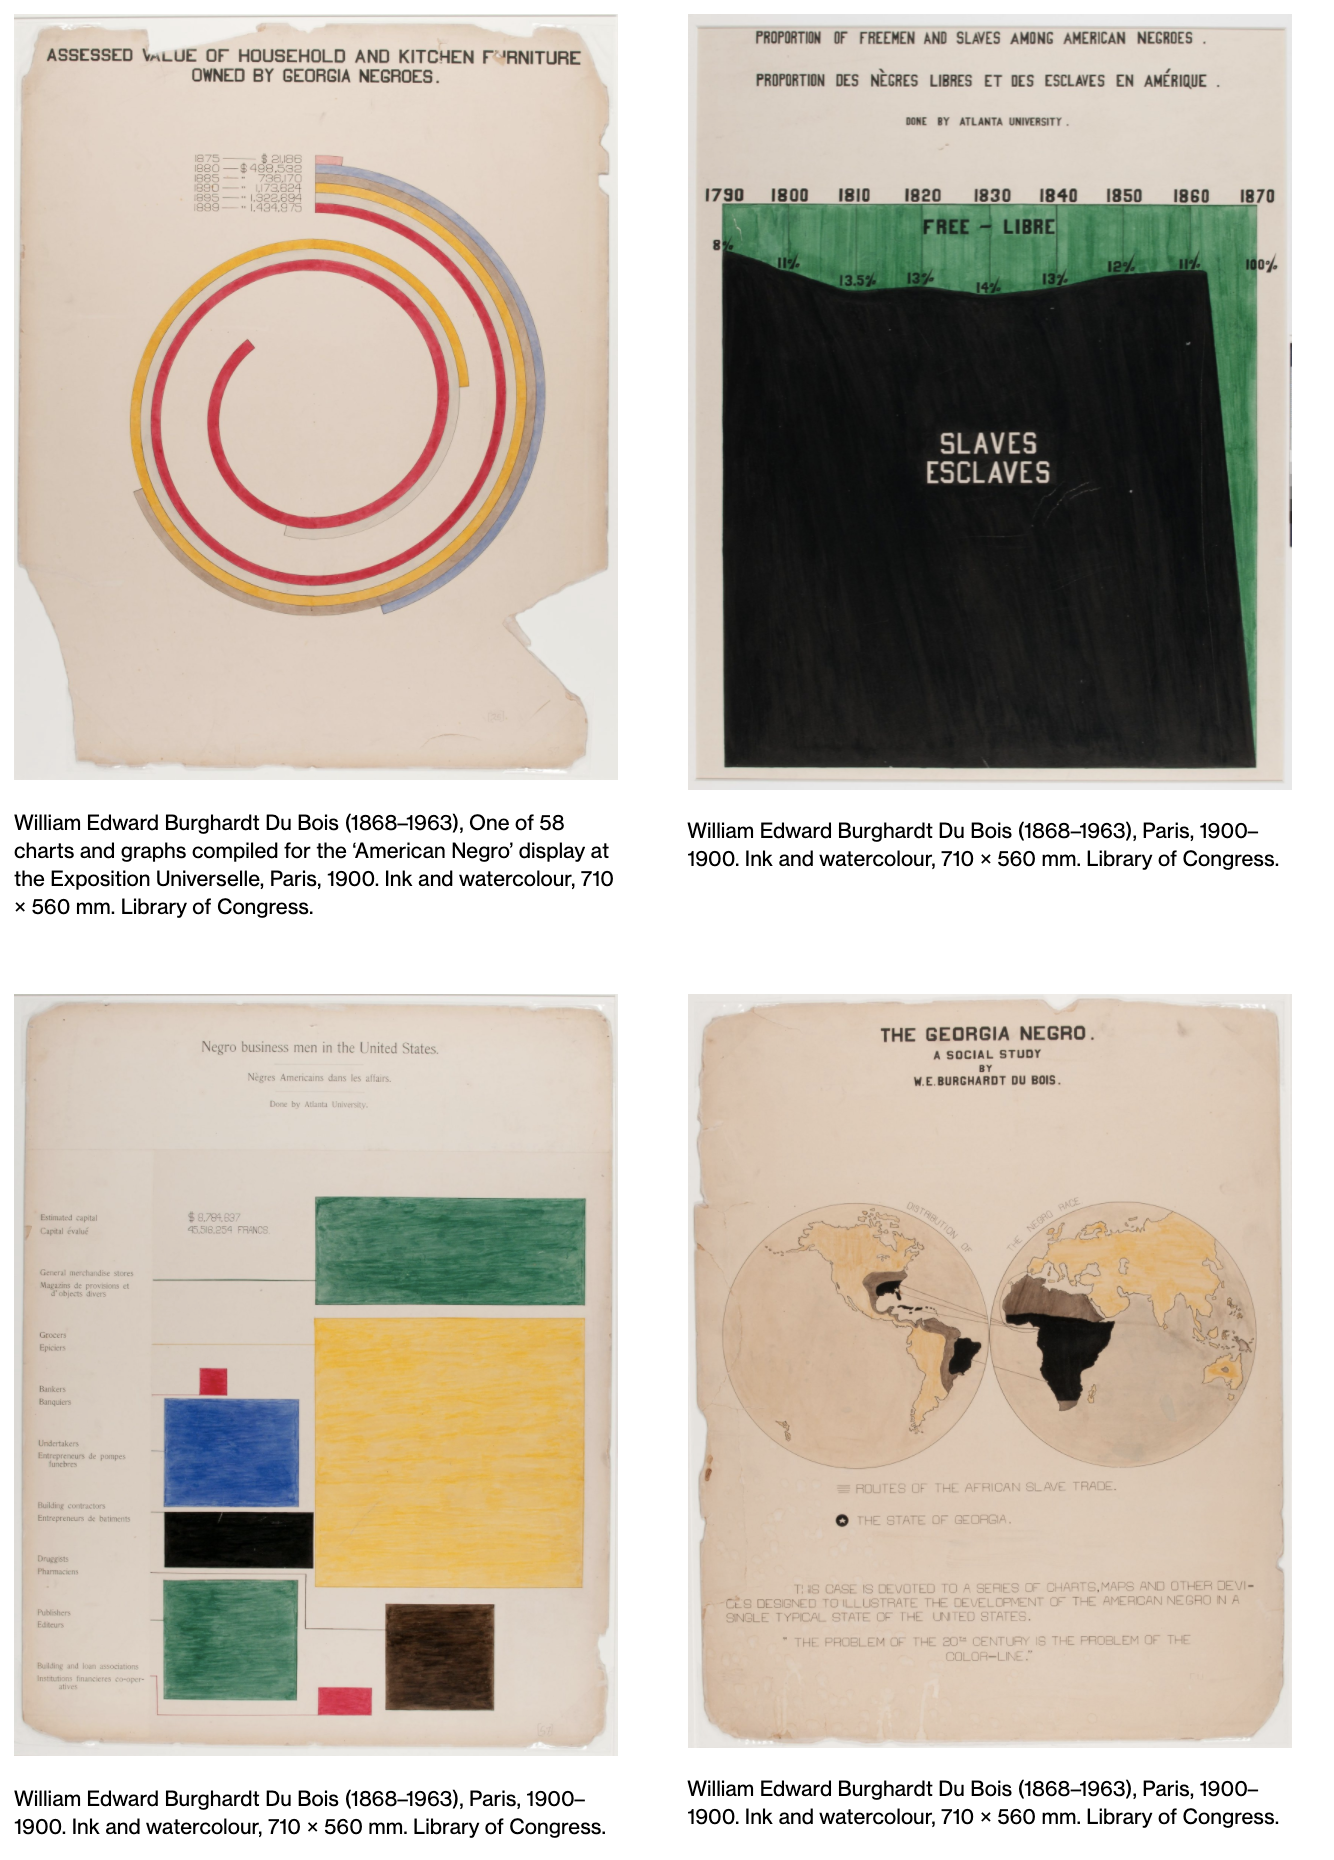 ASSESSED VALUE OF HOUSEHOLD AND KITCHEN FURNITURE
OWNED BY GEORGIA NEGROES.
1875 $ 21,186
1880 $ 498,532
1885 " 736,170
1890 " 1,173,624
1895 " 1,322,694
1899 " 1,434,975
William Edward Burghardt Du Bois (1868–1963), One of 58
charts and graphs compiled for the ‘American Negro’ display at
the Exposition Universelle, Paris, 1900. Ink and watercolour, 710
× 560 mm. Library of Congress.
PROPORTION OF FREEMEN AND SLAVES AMONG AMERICAN NEGROES .
PROPORTION DES NÈGRES LIBRES ET DES ESCLAVES EN AMÉRIQUE .
DONE BY ATLANTA UNIVERSITY .
1790 1800 1810 1820 1830 1840 1850 1860 1870
FREE – LIBRE
8% 11% 13.5% 13% 14% 13% 12% 11% 100%
SLAVES
ESCLAVES
William Edward Burghardt Du Bois (1868–1963), Paris, 1900–
1900. Ink and watercolour, 710 × 560 mm. Library of Congress.
Negro business men in the United States.
Nègres Americains dans les affairs.
Done by Atlanta University.
Estimated capital
Capital évalué
$ 8,784,637
45,518,254 FRANCS.
General merchandise stores
Magazins de provisions et
d'objects divers
Grocers
Epiciers
Bankers
Banquiers
Undertakers
Entrepreneurs de pompes
funebres
Building contractors
Entrepreneurs de batiments
Druggists
Pharmaciens
Publishers
Editeurs
Building and loan associations
Institutions financieres co-oper-
atives
William Edward Burghardt Du Bois (1868–1963), Paris, 1900–
1900. Ink and watercolour, 710 × 560 mm. Library of Congress.
THE GEORGIA NEGRO.
A SOCIAL STUDY
BY
W.E.BURGHARDT DU BOIS.
DISTRIBUTION OF THE NEGRO RACE
ROUTES OF THE AFRICAN SLAVE TRADE.
THE STATE OF GEORGIA.
THIS CASE IS DEVOTED TO A SERIES OF CHARTS,MAPS AND OTHER DEVI-
CES DESIGNED TO ILLUSTRATE THE DEVELOPMENT OF THE AMERICAN NEGRO IN A
SINGLE TYPICAL STATE OF THE UNITED STATES.
" THE PROBLEM OF THE 20th CENTURY IS THE PROBLEM OF THE
COLOR-LINE."
William Edward Burghardt Du Bois (1868–1963), Paris, 1900–
1900. Ink and watercolour, 710 × 560 mm. Library of Congress.